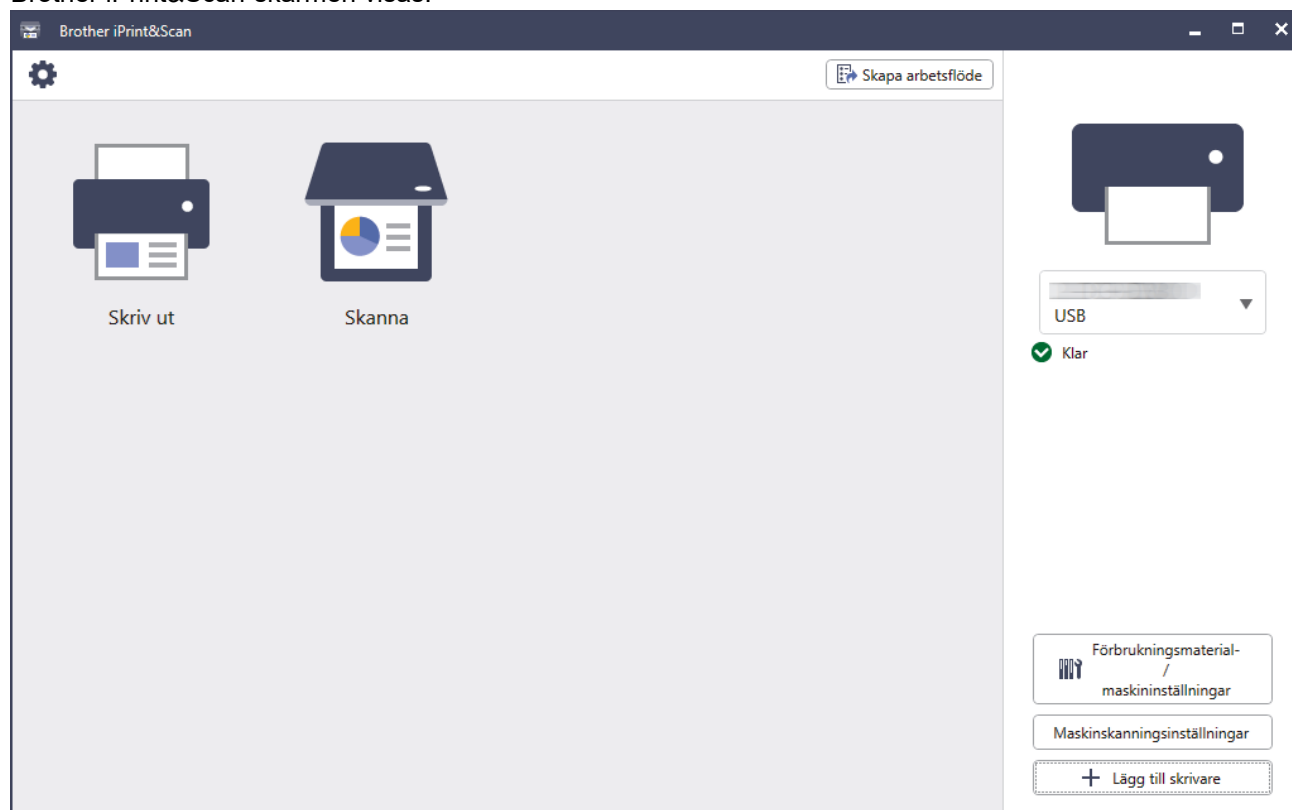 Brother iPrint&Scan
Skapa arbetsflöde
Skriv ut
Skanna
USB
Klar
Förbrukningsmaterial-
/
maskininställningar
Maskinskanningsinställningar
Lägg till skrivare